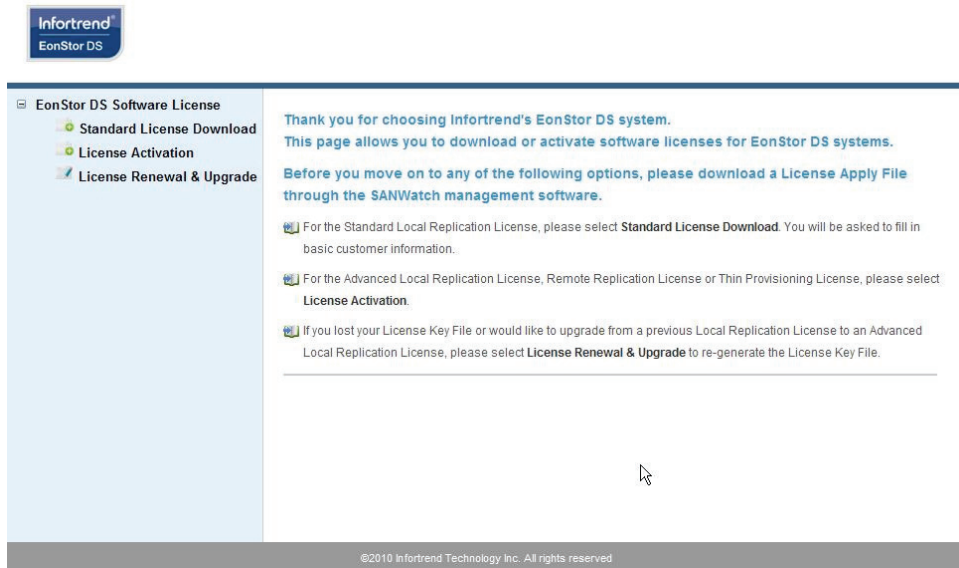 Infortrend®
EonStor DS
EonStor DS Software License
Standard License Download
License Activation
License Renewal & Upgrade
Thank you for choosing Infortrend's EonStor DS system.
This page allows you to download or activate software licenses for EonStor DS systems.
Before you move on to any of the following options, please download a License Apply File
through the SANWatch management software.
For the Standard Local Replication License, please select Standard License Download. You will be asked to fill in
basic customer information.
For the Advanced Local Replication License, Remote Replication License or Thin Provisioning License, please select
License Activation.
If you lost your License Key File or would like to upgrade from a previous Local Replication License to an Advanced
Local Replication License, please select License Renewal & Upgrade to re-generate the License Key File.
©2010 Infortrend Technology Inc. All rights reserved